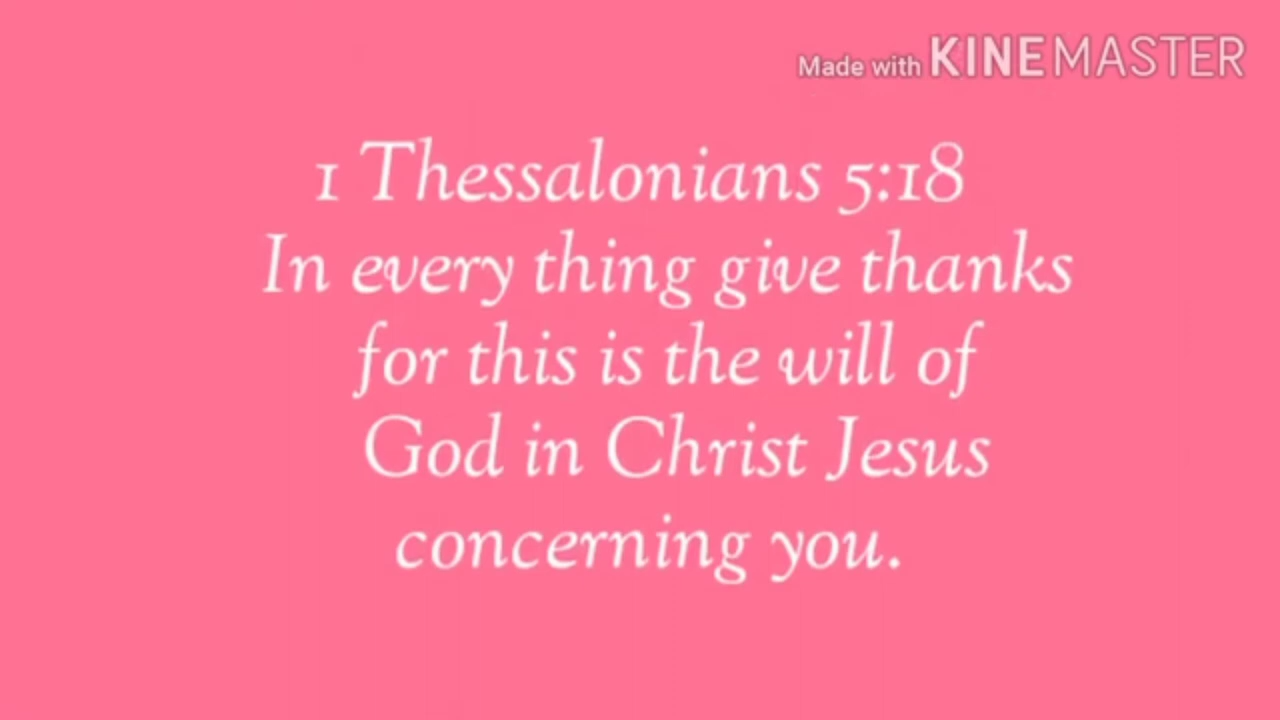 Made with KINEMASTER
1 Thessalonians 5:18
In every thing give thanks
for this is the will of
God in Christ Jesus
concerning you.